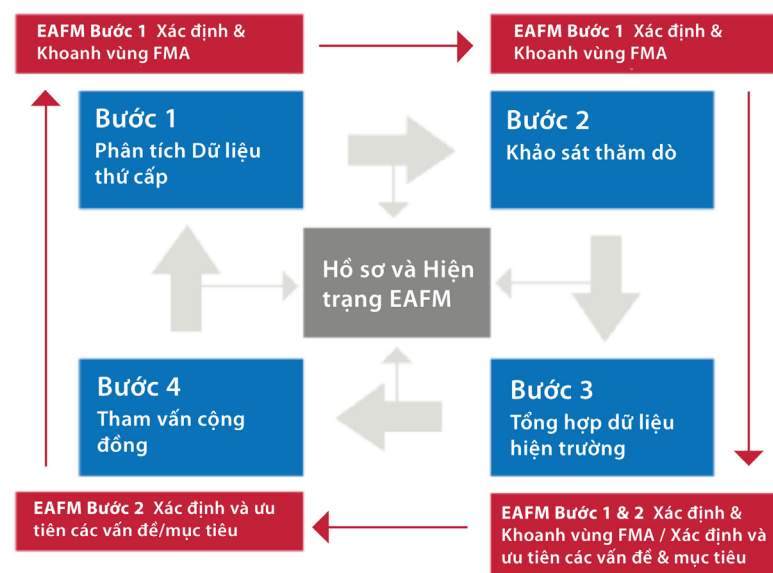 EAFM Bước 1 Xác định &
Khoanh vùng FMA
EAFM Bước 1 Xác định &
Khoanh vùng FMA
Bước 1
Phân tích Dữ liệu
thứ cấp
Bước 2
Khảo sát thăm dò
Hồ sơ và Hiện
trạng EAFM
Bước 4
Tham vấn cộng
đồng
Bước 3
Tổng hợp dữ liệu
hiện trường
EAFM Bước 2 Xác định và ưu
tiên các vấn đề/mục tiêu
EAFM Bước 1 & 2 Xác định &
Khoanh vùng FMA / Xác định và
ưu tiên các vấn đề & mục tiêu